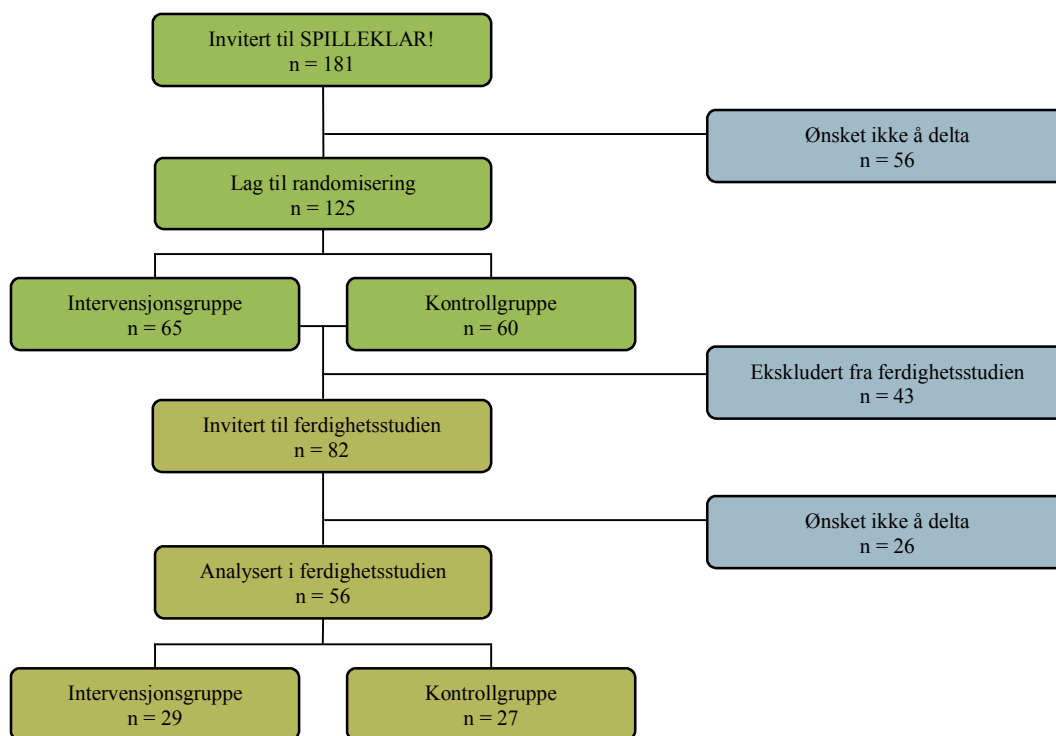 Invitert til SPILLEKLAR!
n = 181
Ønsket ikke å delta
n = 56
Lag til randomisering
n = 125
Intervensjonsgruppe
n = 65
Kontrollgruppe
n = 60
Ekskludert fra ferdighetsstudien
n = 43
Invitert til ferdighetsstudien
n = 82
Ønsket ikke å delta
n = 26
Analysert i ferdighetsstudien
n = 56
Intervensjonsgruppe
n = 29
Kontrollgruppe
n = 27